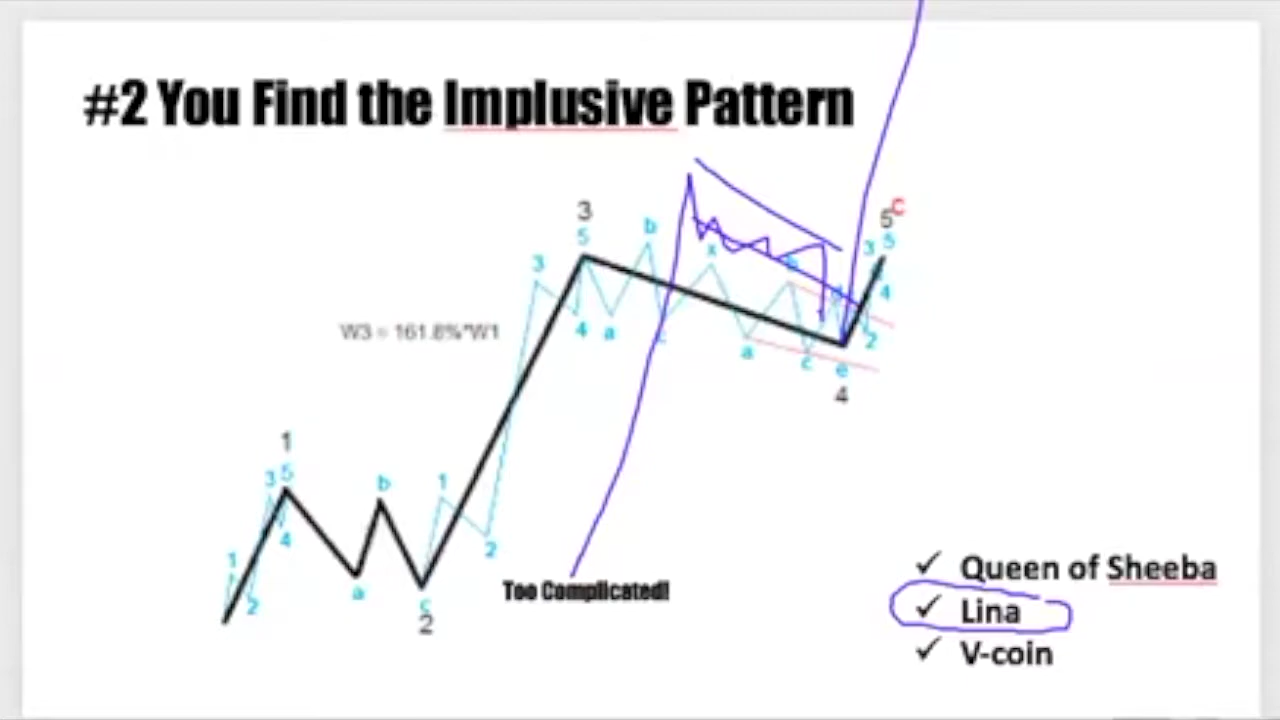 #2 You Find the Implusive Pattern
3
5
b
3
x
5 C
3 5
4
W3 = 161.8%*W1
4 a
2
a
c
e
4
1
3 5
b
1
4
2
1
2
a
c
2
Too Complicated!
✓ Queen of Sheeba
✓ Lina
✓ V-coin